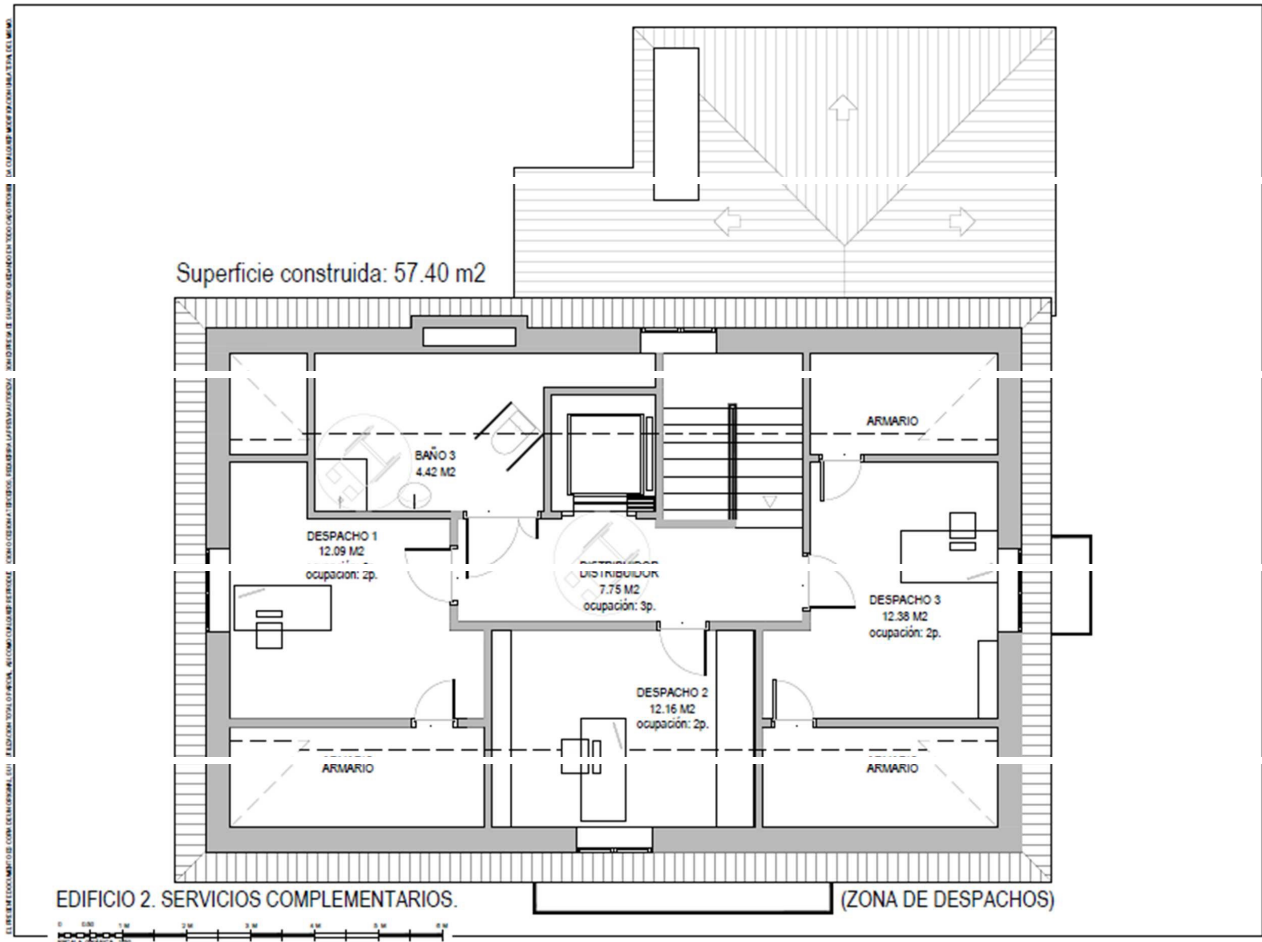 Superficie construida: 57.40 m2
ARMARIO
BAÑO 3
4.42 M2
DESPACHO 1
12.09 M2
ocupación: 2p.
DISTRIBUIDOR
7.75 M2
ocupación: 3p.
DESPACHO 3
12.38 M2
ocupación: 2p.
DESPACHO 2
12.16 M2
ocupación: 2p.
ARMARIO
ARMARIO
EDIFICIO 2. SERVICIOS COMPLEMENTARIOS.
(ZONA DE DESPACHOS)
0 0.50 1 M 2 M 3 M 4 M 5 M 6 M